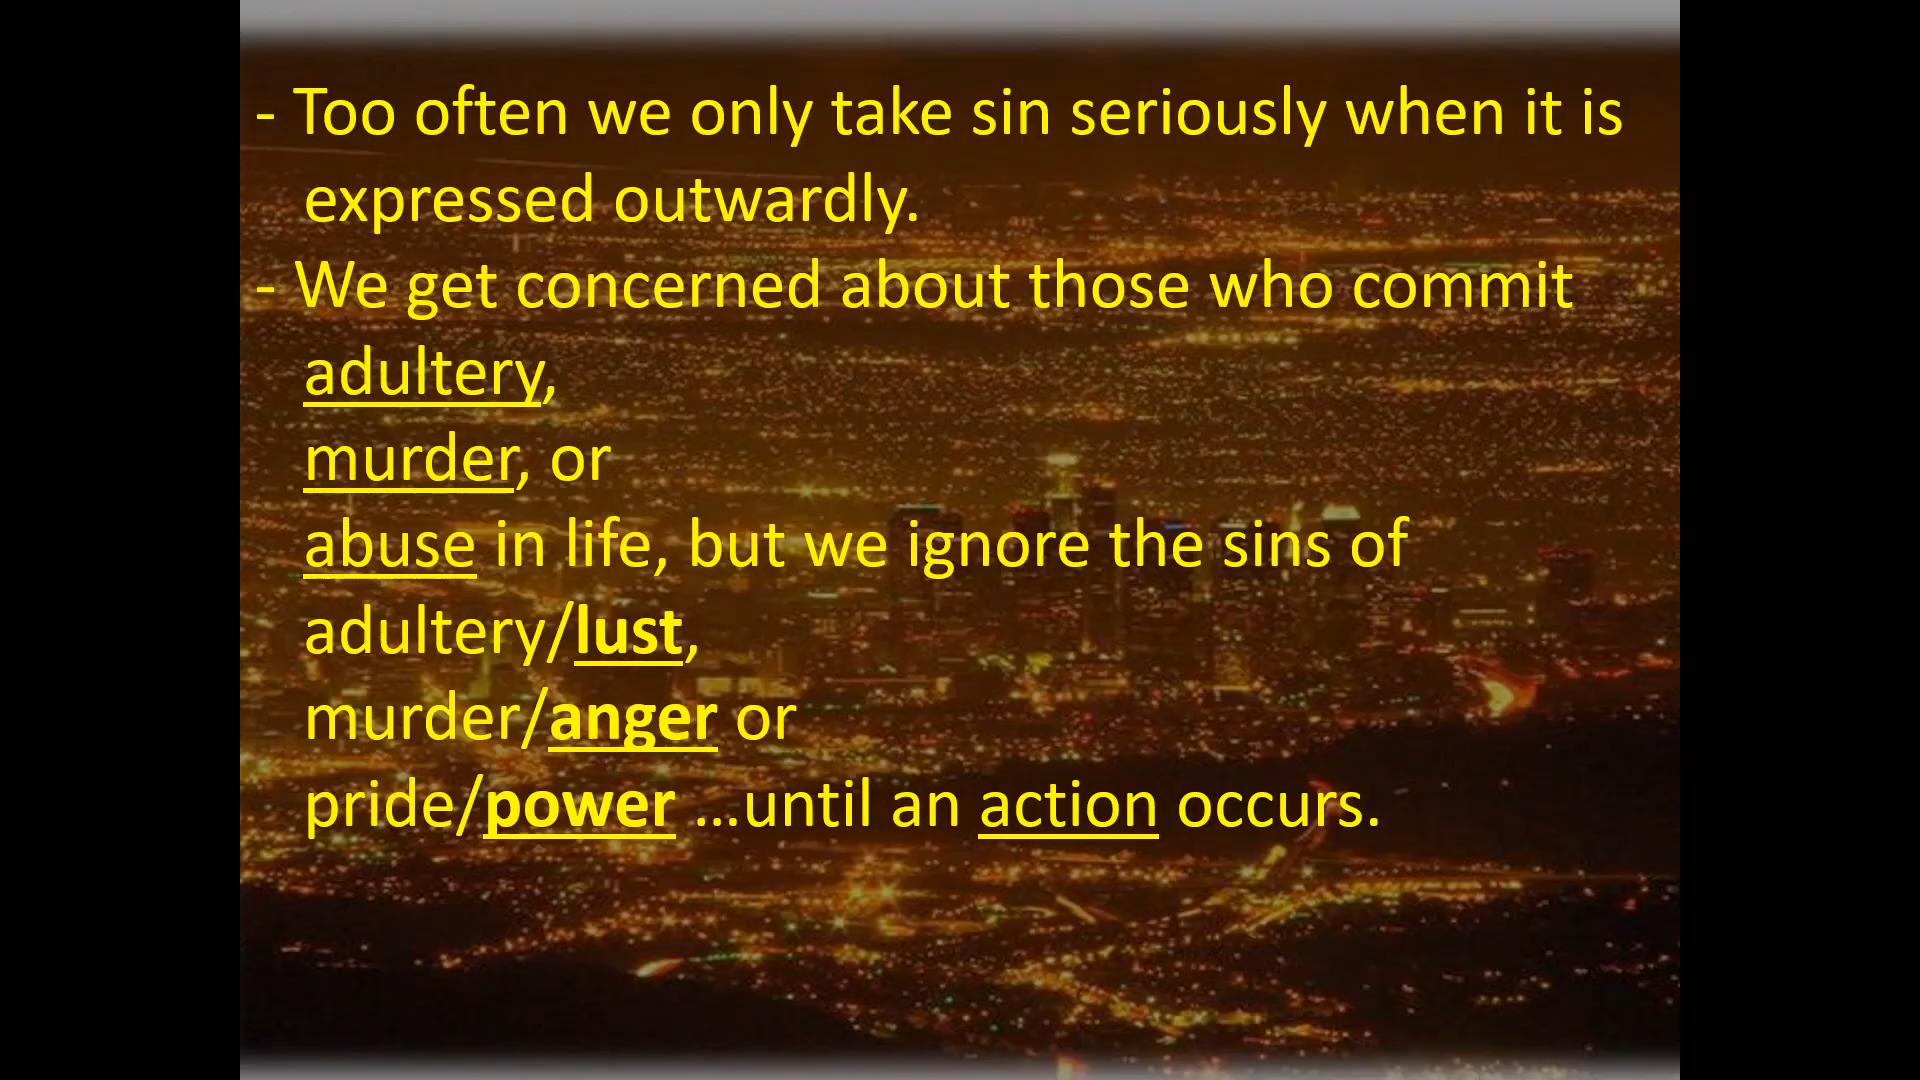 - Too often we only take sin seriously when it is
expressed outwardly.
- We get concerned about those who commit
adultery,
murder, or
abuse in life, but we ignore the sins of
adultery/lust,
murder/anger or
pride/power ...until an action occurs.